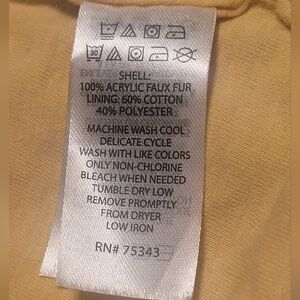 30
SHELL:
100% ACRYLIC FAUX FUR
LINING: 60% COTTON
40% POLYESTER
MACHINE WASH COOL
DELICATE CYCLE
WASH WITH LIKE COLORS
ONLY NON-CHLORINE
BLEACH WHEN NEEDED
TUMBLE DRY LOW
REMOVE PROMPTLY
FROM DRYER
LOW IRON
RN# 75343